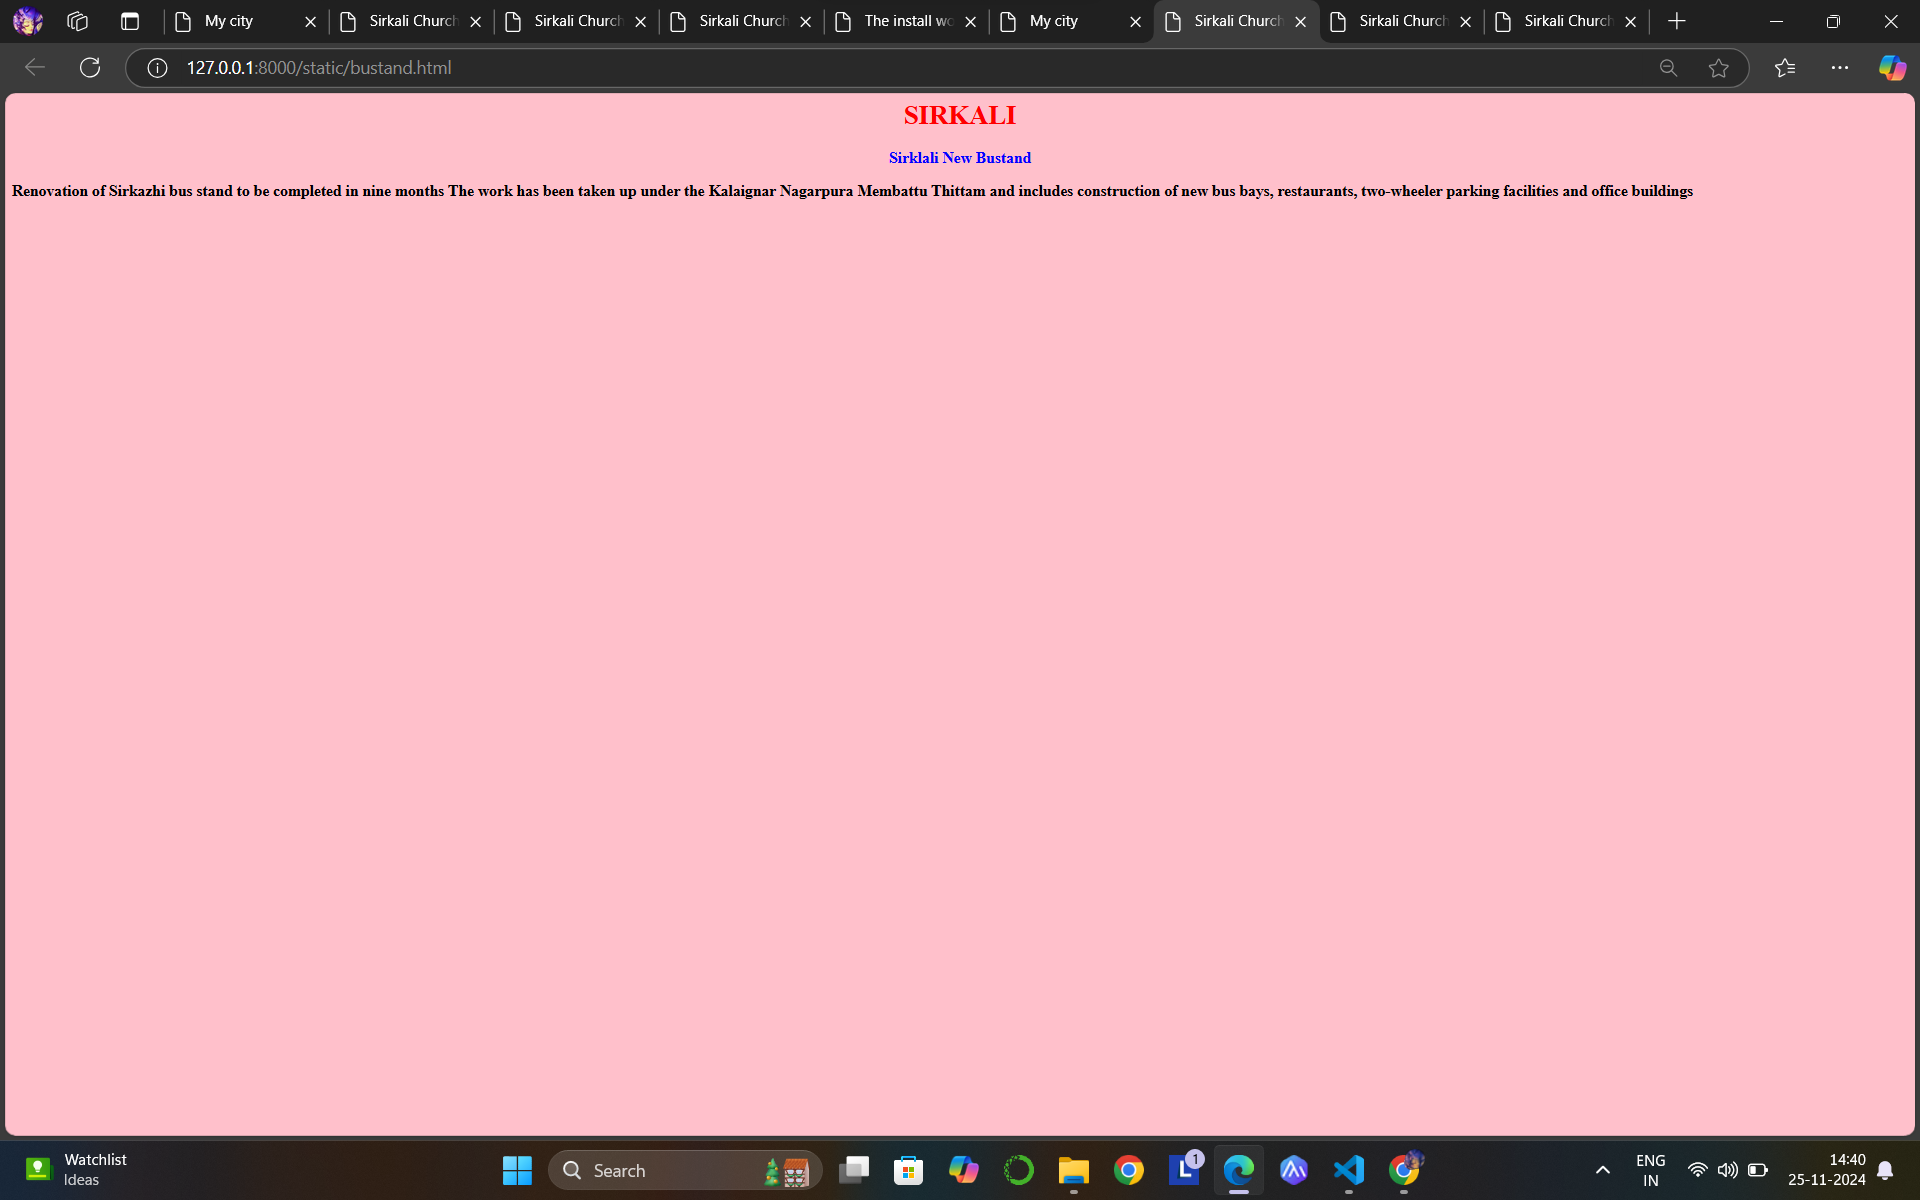 My city
Sirkali Church
Sirkali Church
Sirkali Church
The install wo
My city
Sirkali Church
Sirkali Church
Sirkali Church
127.0.0.1:8000/static/bustand.html
SIRKALI
Sirklali New Bustand
Renovation of Sirkazhi bus stand to be completed in nine months The work has been taken up under the Kalaignar Nagarpura Membattu Thittam and includes construction of new bus bays, restaurants, two-wheeler parking facilities and office buildings
Watchlist
Ideas
Search
L
1
ENG
IN
14:40
25-11-2024